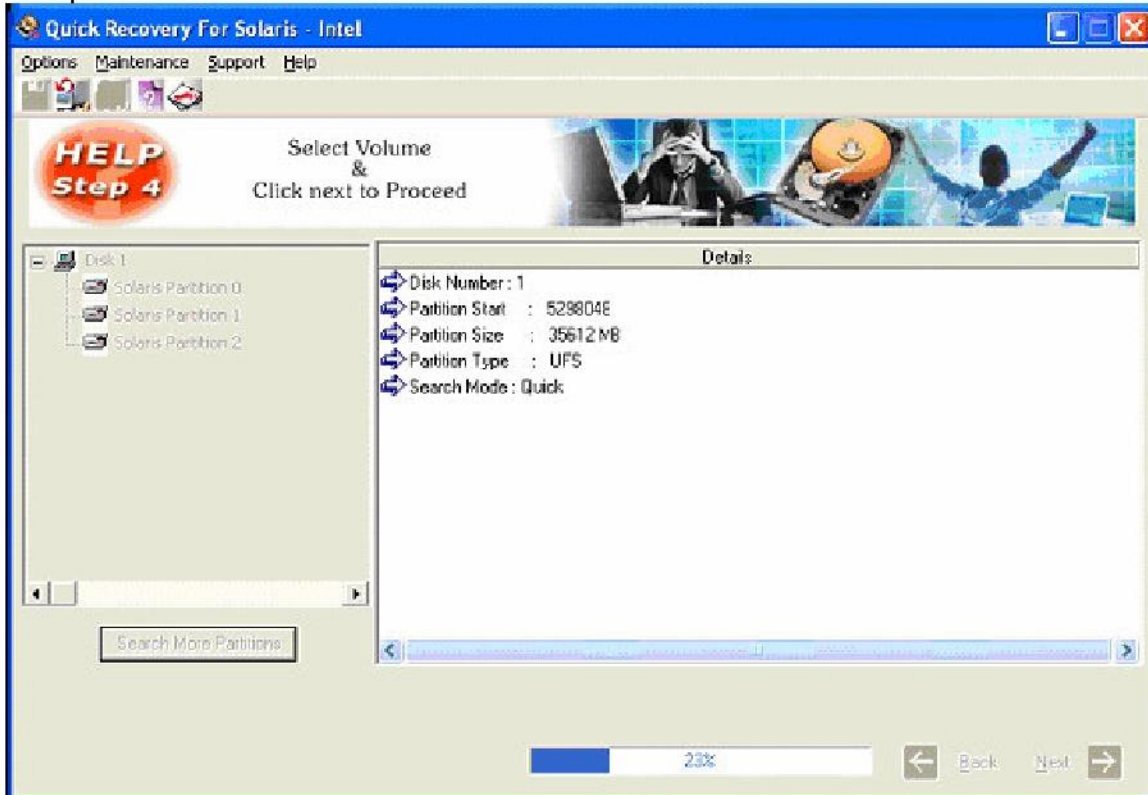 Quick Recovery For Solaris - Intel
Options Maintenance Support Help
HELP
Step 4
Select Volume
&
Click next to Proceed
Disk 1
Solaris Partition 0
Solaris Partition 1
Solaris Partition 2
Search More Partitions
Details
Disk Number : 1
Partition Start : 5298048
Partition Size : 35612 MB
Partition Type : UFS
Search Mode : Quick
23%
Back Next